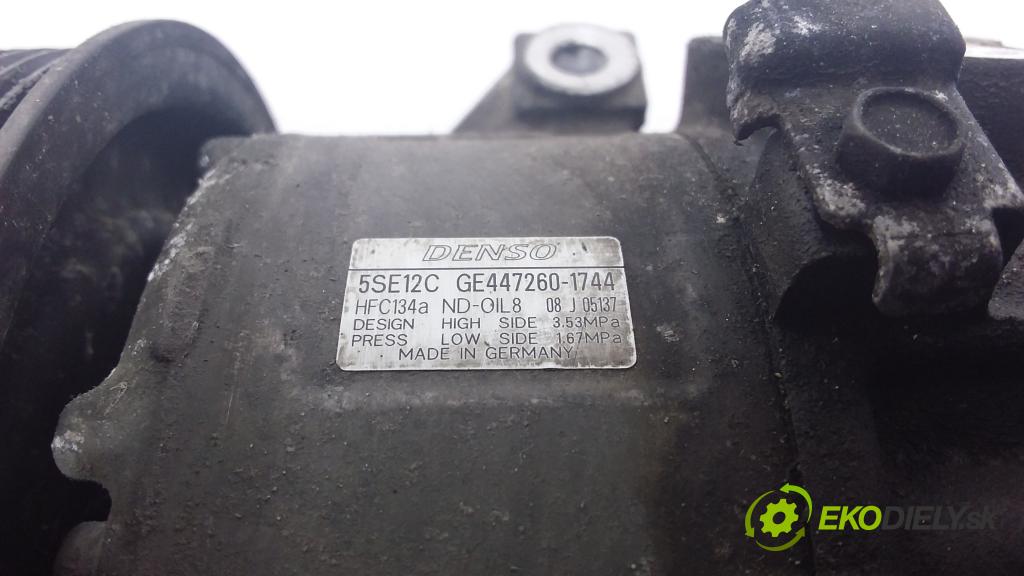 DENSO
5SE12C GE447260-1744
HFC134a ND-OIL8 08 J 05137
DESIGN HIGH SIDE 3.53MPa
PRESS LOW SIDE 1.67MPa
MADE IN GERMANY
EKODIELY.sk